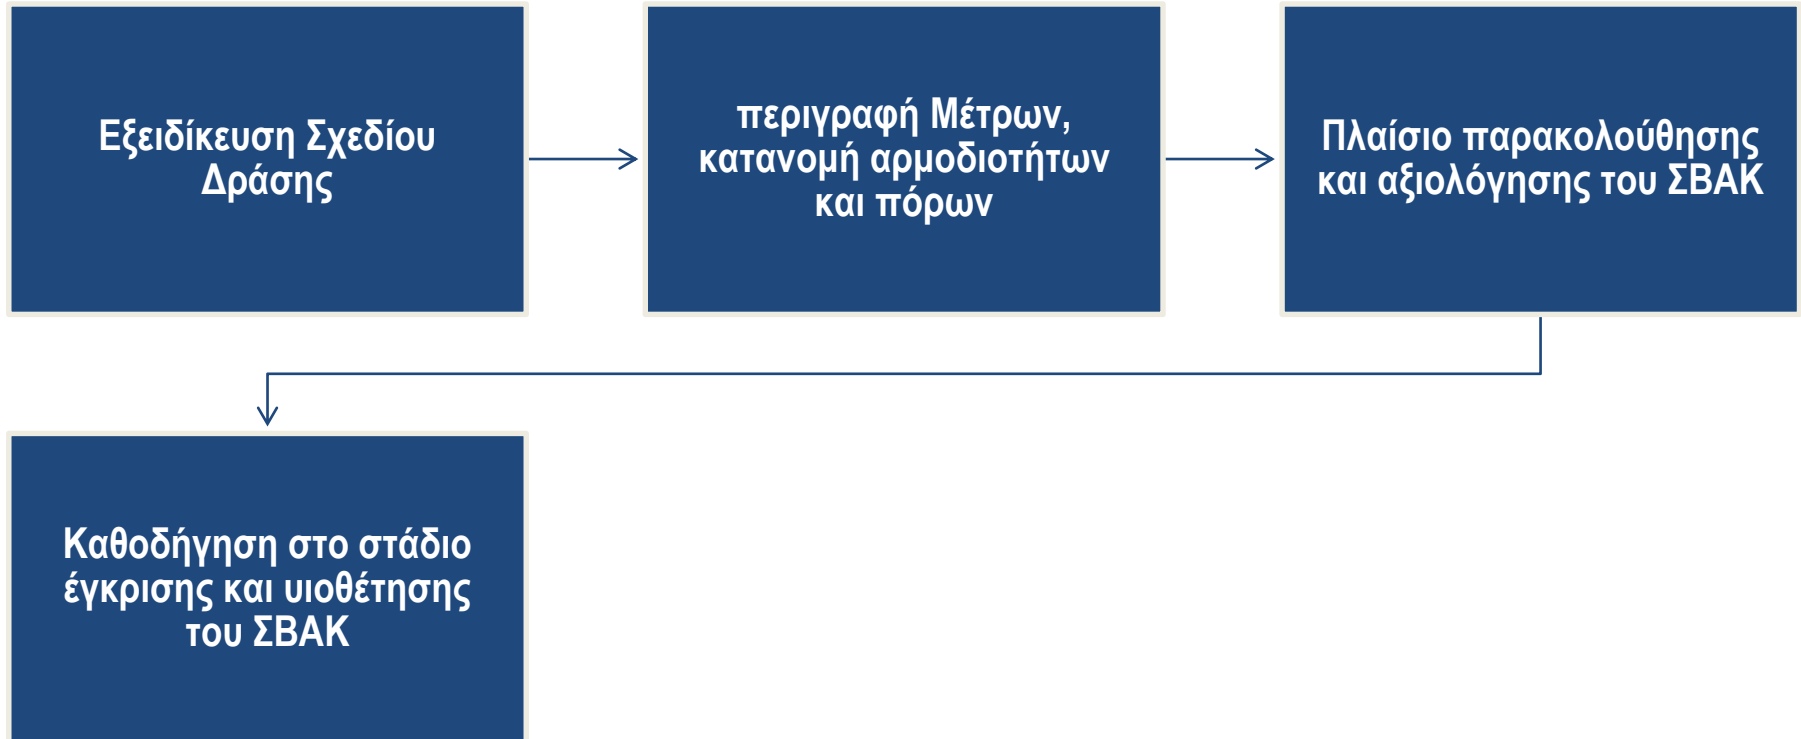 Εξειδίκευση Σχεδίου
Δράσης
περιγραφή Μέτρων,
κατανομή αρμοδιοτήτων
και πόρων
Πλαίσιο παρακολούθησης
και αξιολόγησης του ΣΒΑΚ
Καθοδήγηση στο στάδιο
έγκρισης και υιοθέτησης
του ΣΒΑΚ